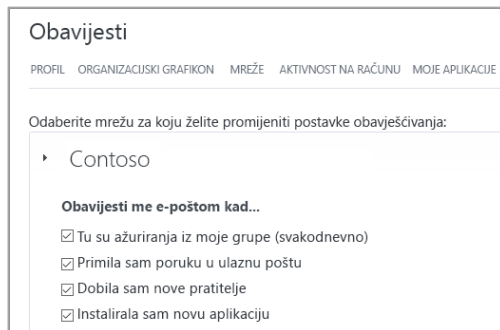 Obavijesti
PROFIL ORGANIZACIJSKI GRAFIKON MREŽE AKTIVNOST NA RAČUNU MOJE APLIKACIJE
Odaberite mrežu za koju želite promijeniti postavke obavješćivanja:
Contoso
Obavijesti me e-poštom kad...
Tu su ažuriranja iz moje grupe (svakodnevno)
Primila sam poruku u ulaznu poštu
Dobila sam nove pratitelje
Instalirala sam novu aplikaciju